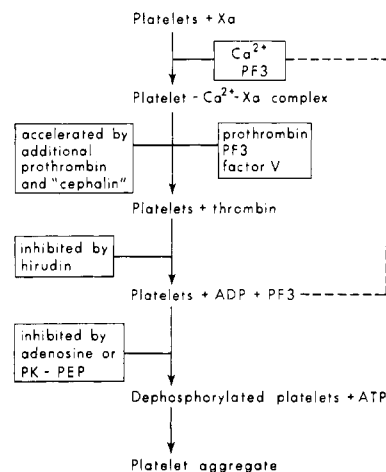 Platelets + Xa
Ca2+
PF3
Platelet - Ca2+ - Xa complex
accelerated by
additional
prothrombin
and "cephalin"
prothrombin
PF3
factor V
Platelets + thrombin
inhibited by
hirudin
Platelets + ADP + PF3
inhibited by
adenosine or
PK - PEP
Dephosphorylated platelets + ATP
Platelet aggregate